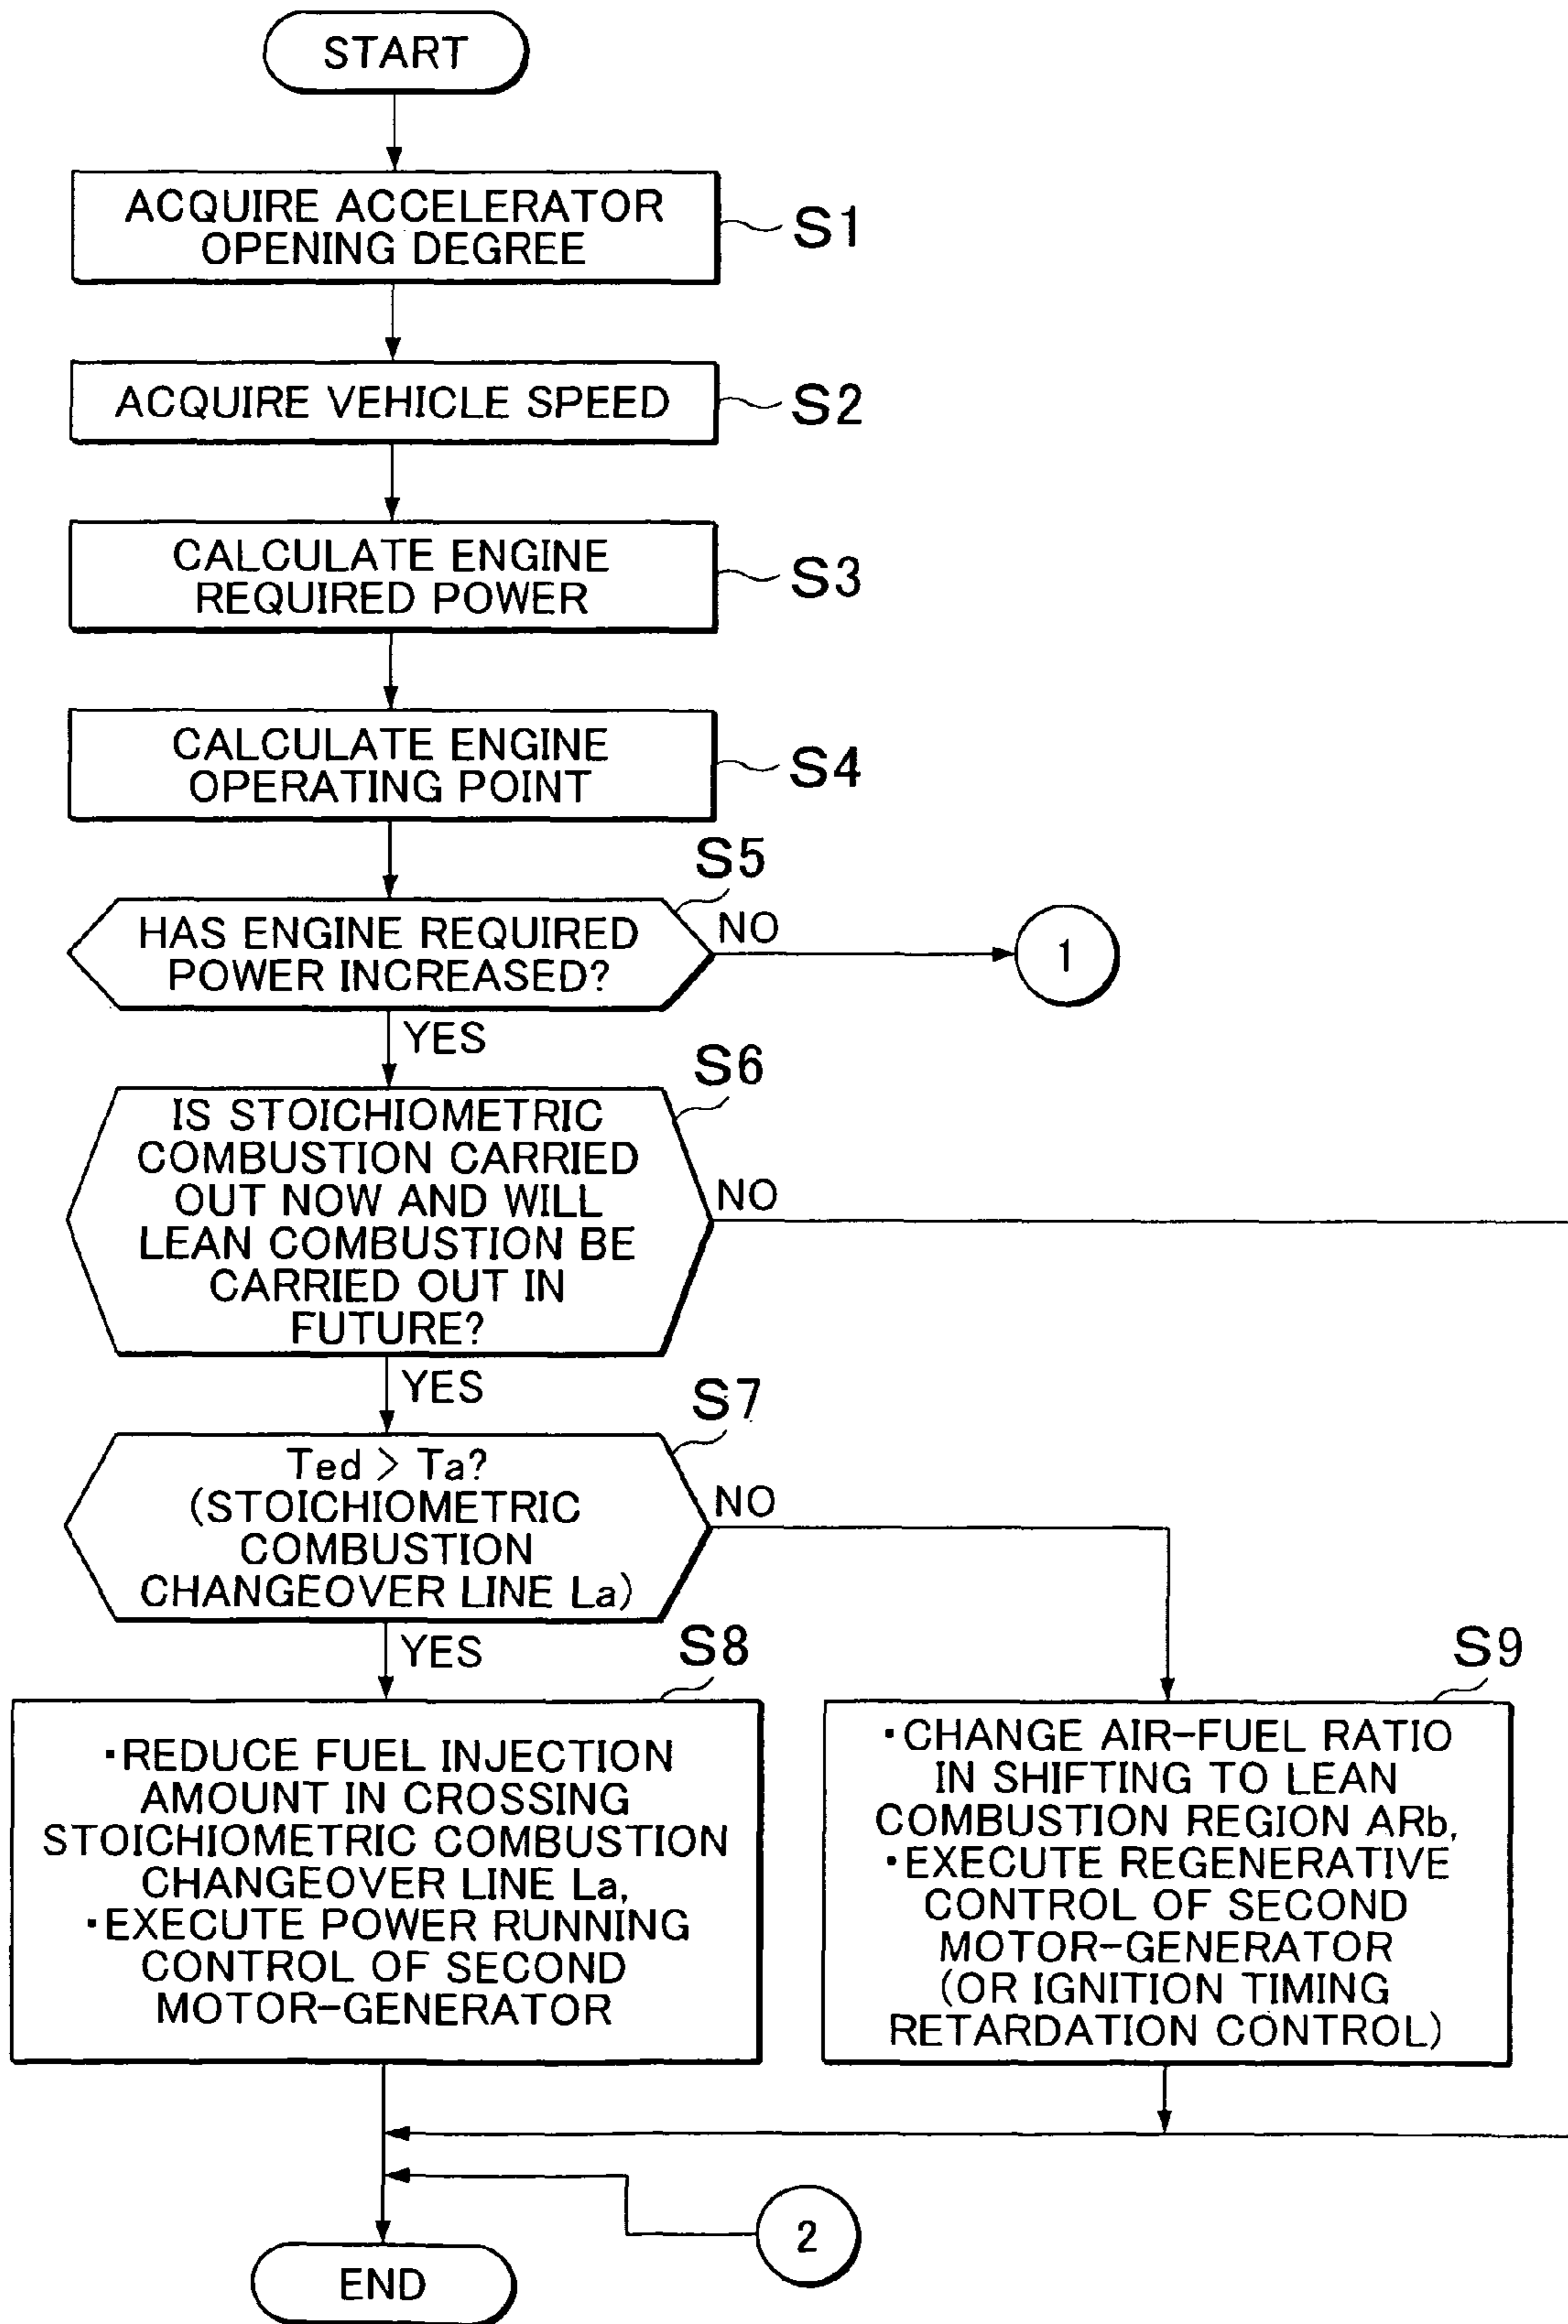 START
ACQUIRE ACCELERATOR
OPENING DEGREE
S1
ACQUIRE VEHICLE SPEED
S2
CALCULATE ENGINE
REQUIRED POWER
S3
CALCULATE ENGINE
OPERATING POINT
S4
S5
HAS ENGINE REQUIRED
POWER INCREASED?
NO
1
YES
S6
IS STOICHIOMETRIC
COMBUSTION CARRIED
OUT NOW AND WILL
LEAN COMBUSTION BE
CARRIED OUT IN
FUTURE?
NO
YES
S7
Ted > Ta?
(STOICHIOMETRIC
COMBUSTION
CHANGEOVER LINE La)
NO
YES
S8
・REDUCE FUEL INJECTION
AMOUNT IN CROSSING
STOICHIOMETRIC COMBUSTION
CHANGEOVER LINE La,
・EXECUTE POWER RUNNING
CONTROL OF SECOND
MOTOR-GENERATOR
S9
・CHANGE AIR-FUEL RATIO
IN SHIFTING TO LEAN
COMBUSTION REGION ARb,
・EXECUTE REGENERATIVE
CONTROL OF SECOND
MOTOR-GENERATOR
(OR IGNITION TIMING
RETARDATION CONTROL)
2
END